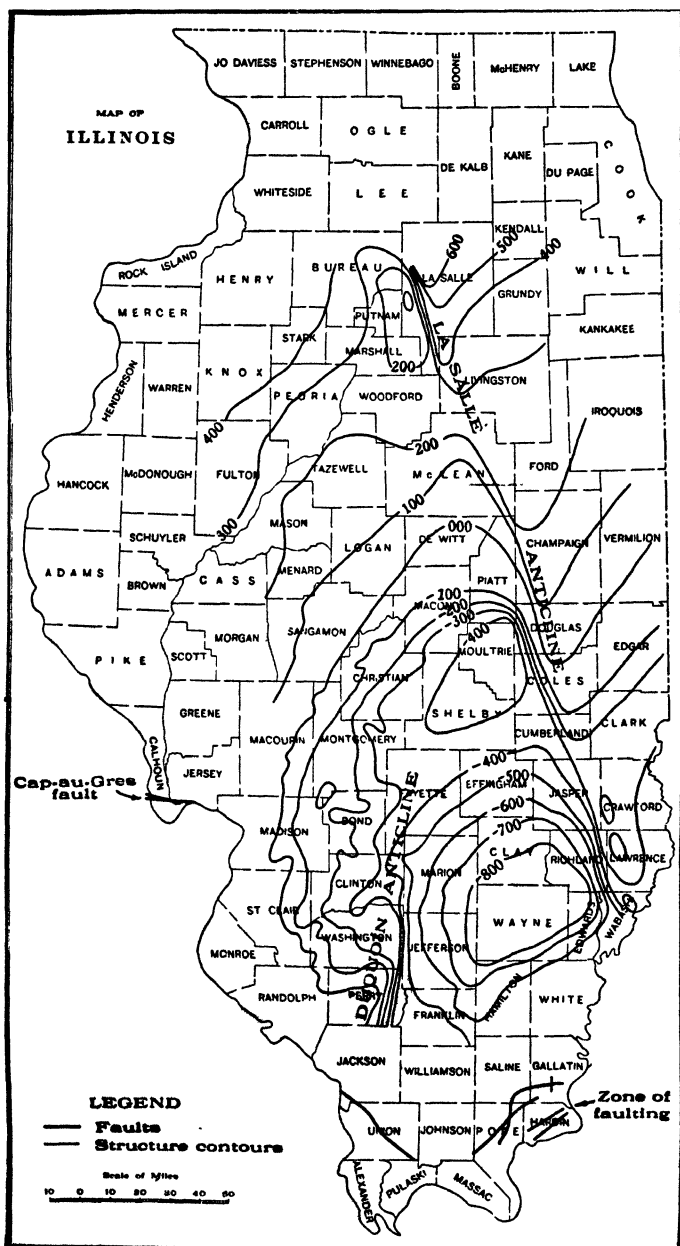 MAP OF
ILLINOIS
JO DAVIESS STEPHENSON WINNEBAGO BOONE McHENRY LAKE
CARROLL OGLE DE KALB KANE DU PAGE COOK
WHITESIDE LEE KENDALL
600 500 400
ROCK ISLAND HENRY BUREAU LA SALLE GRUNDY WILL
MERCER PUTNAM KANKAKEE
STARK MARSHALL 200
HENDERSON WARREN KNOX PEORIA WOODFORD LIVINGSTON IROQUOIS
LA SALLE ANTICLINE
400 300
200 100 000
HANCOCK McDONOUGH FULTON TAZEWELL McLEAN FORD
SCHUYLER MASON LOGAN DE WITT CHAMPAIGN VERMILION
ADAMS BROWN CASS MENARD PIATT
-100
-200
-300
400
MACON DOUGLAS EDGAR
PIKE SCOTT MORGAN SANGAMON MOULTRIE COLES
CHRISTIAN SHELBY CUMBERLAND CLARK
GREENE MACOUPIN MONTGOMERY
CALHOUN JERSEY
Cap-au-Gres
fault
-400
-500
-600
-700
-800
FAYETTE EFFINGHAM JASPER CRAWFORD
MADISON BOND CLAY RICHLAND LAWRENCE
CLINTON MARION
ST CLAIR WASHINGTON JEFFERSON WAYNE EDWARDS WABASH
DUQUOIN ANTICLINE
MONROE RANDOLPH PERRY FRANKLIN HAMILTON WHITE
JACKSON WILLIAMSON SALINE GALLATIN
UNION JOHNSON POPE HARDIN
Zone of
faulting
ALEXANDER PULASKI MASSAC
LEGEND
Faults
Structure contours
Scale of Miles
10 0 10 20 30 40 50